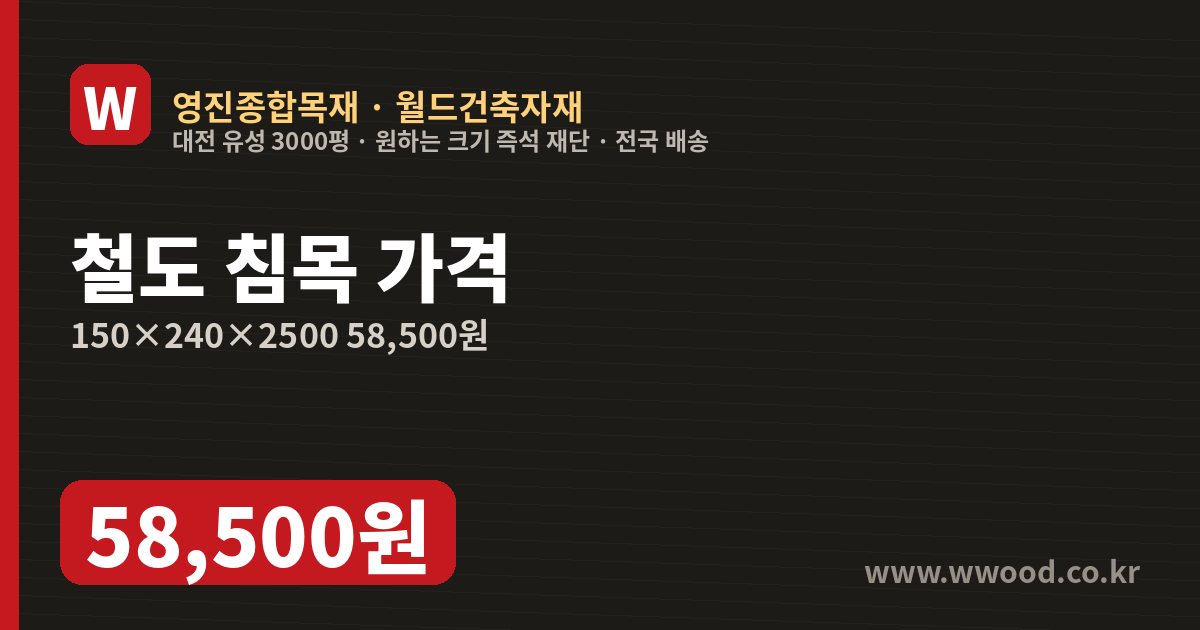 W
영진종합목재 · 월드건축자재
대전 유성 3000평 · 원하는 크기 즉석 재단 · 전국 배송
철도 침목 가격
150×240×2500 58,500원
58,500원
www.wwood.co.kr